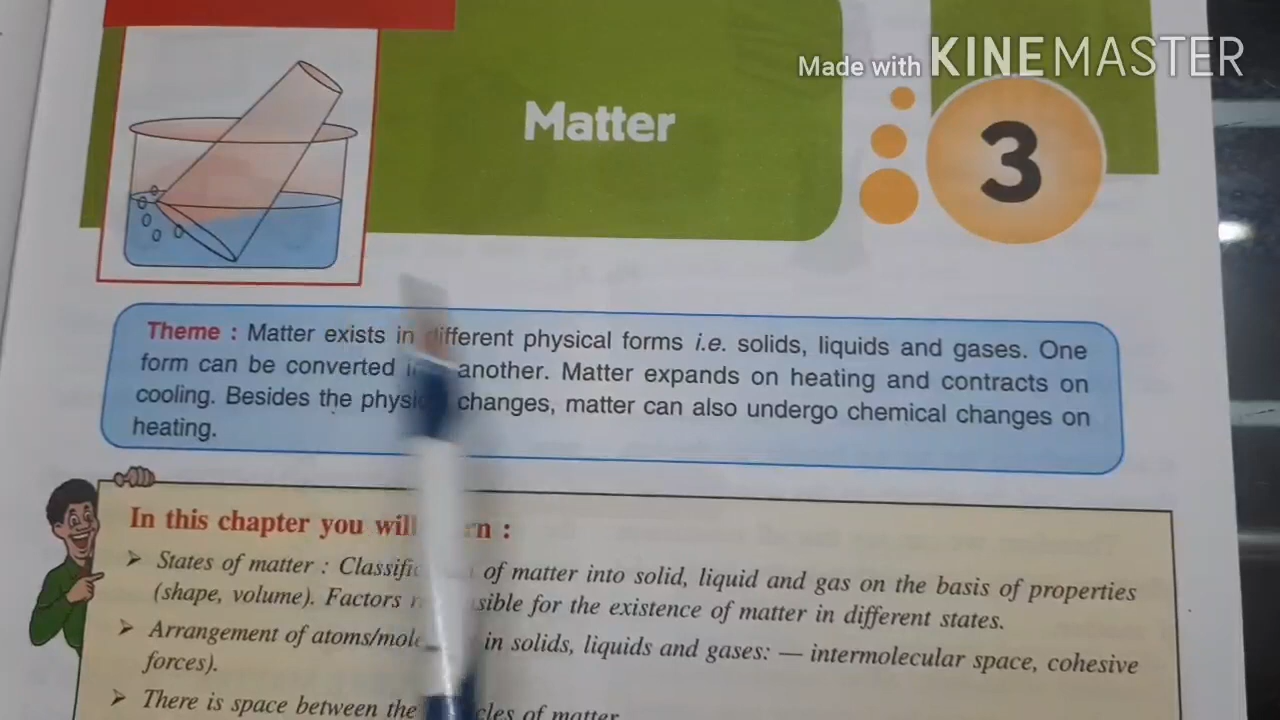 Made with KINEMASTER
Matter
3
Theme : Matter exists in different physical forms i.e. solids, liquids and gases. One
form can be converted another. Matter expands on heating and contracts on
cooling. Besides the physical changes, matter can also undergo chemical changes on
heating.
In this chapter you will :
➤ States of matter : of matter into solid, liquid and gas on the basis of properties
(shape, volume). Factors for the existence of matter in different states.
➤ Arrangement of in solids, liquids and gases: — intermolecular space, cohesive
forces).
➤ There is space between the of matter